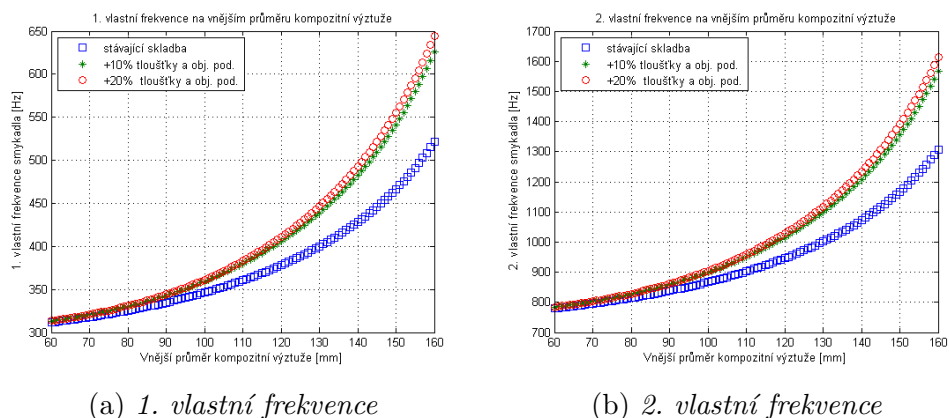 1. vlastní frekvence na vnějším průměru kompozitní výztuže
650
600
550
500
450
400
350
300
1. vlastní frekvence smykadla [Hz]
stávající skladba
+10% tloušťky a obj. pod.
+20% tloušťky a obj. pod.
60 70 80 90 100 110 120 130 140 150 160
Vnější průměr kompozitní výztuže [mm]
(a) 1. vlastní frekvence
2. vlastní frekvence na vnějším průměru kompozitní výztuže
1700
1600
1500
1400
1300
1200
1100
1000
900
800
700
2. vlastní frekvence smykadla [Hz]
stávající skladba
+10% tloušťky a obj. pod.
+20% tloušťky a obj. pod.
60 70 80 90 100 110 120 130 140 150 160
Vnější průměr kompozitní výztuže [mm]
(b) 2. vlastní frekvence